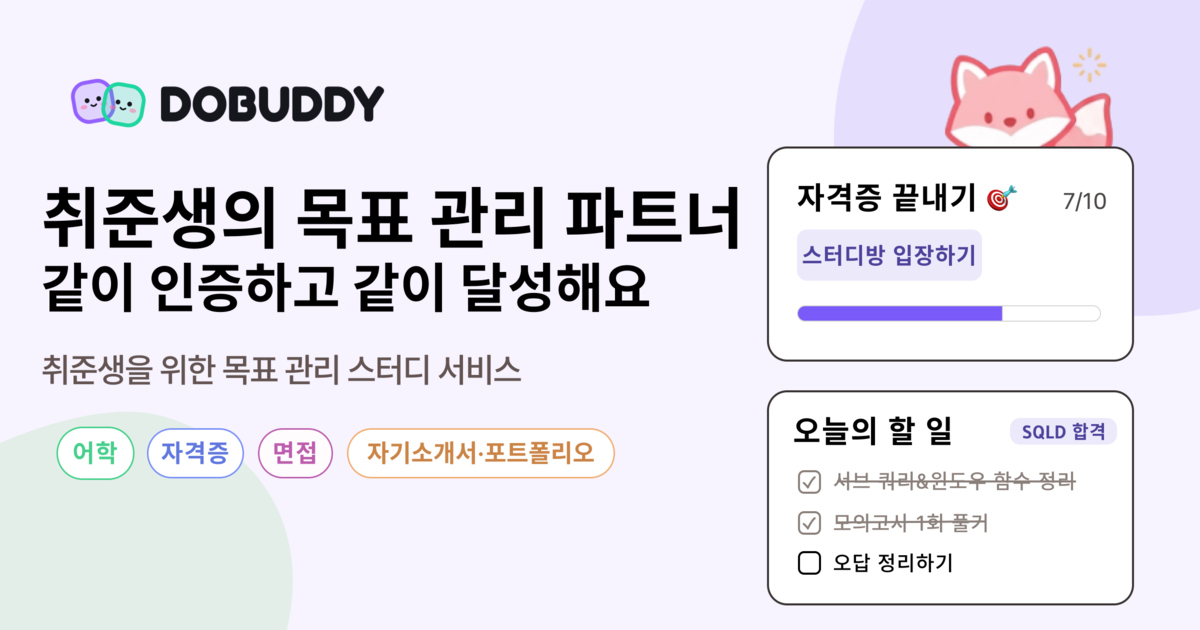 DOBUDDY
취준생의 목표 관리 파트너
같이 인증하고 같이 달성해요
취준생을 위한 목표 관리 스터디 서비스
어학
자격증
면접
자기소개서·포트폴리오
자격증 끝내기
7/10
스터디방 입장하기
오늘의 할 일
SQLD 합격
서브 쿼리&윈도우 함수 정리
모의고사 1회 풀기
오답 정리하기